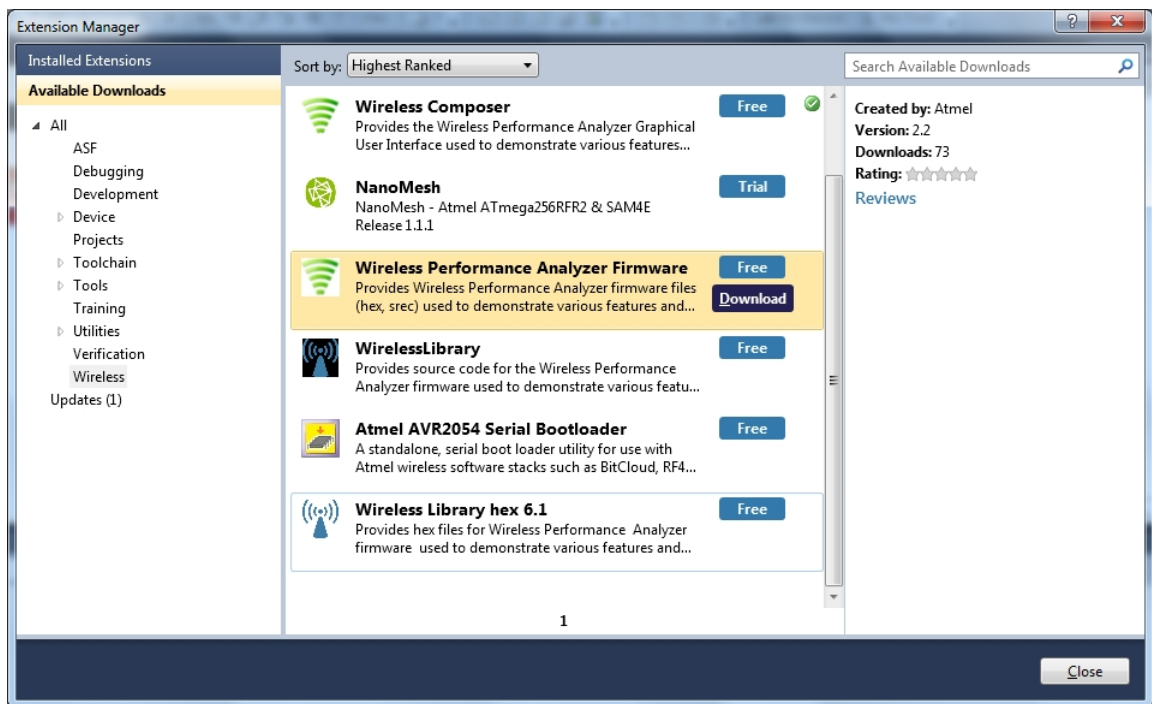 Extension Manager
Installed Extensions
Available Downloads
All
ASF
Debugging
Development
Device
Projects
Toolchain
Tools
Training
Utilities
Verification
Wireless
Updates (1)
Sort by: Highest Ranked
Wireless Composer
Free
Provides the Wireless Performance Analyzer Graphical
User Interface used to demonstrate various features...
NanoMesh
Trial
NanoMesh - Atmel ATmega256RFR2 & SAM4E
Release 1.1.1
Wireless Performance Analyzer Firmware
Free
Provides Wireless Performance Analyzer firmware files
(hex, srec) used to demonstrate various features and...
Download
WirelessLibrary
Free
Provides source code for the Wireless Performance
Analyzer firmware used to demonstrate various featu...
Atmel AVR2054 Serial Bootloader
Free
A standalone, serial boot loader utility for use with
Atmel wireless software stacks such as BitCloud, RF4...
Wireless Library hex 6.1
Free
Provides hex files for Wireless Performance Analyzer
firmware used to demonstrate various features and...
1
Search Available Downloads
Created by: Atmel
Version: 2.2
Downloads: 73
Rating:
Reviews
Close